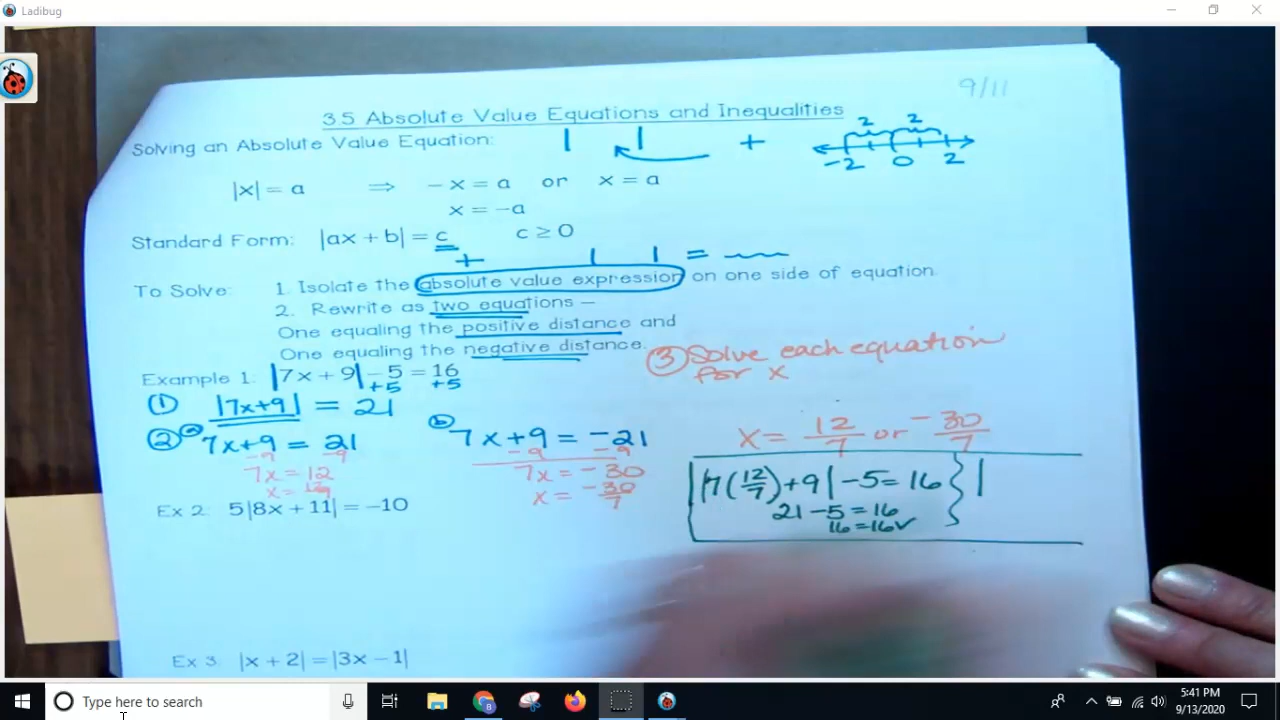 Ladibug
9/11
3.5 Absolute Value Equations and Inequalities
2 2
Solving an Absolute Value Equation: | | + -2 0 2
|x| = a ⇒ -x = a or x = a
x = -a
Standard Form: |ax + b| = c c ≥ 0
+ | | =
To Solve: 1. Isolate the absolute value expression on one side of equation.
2. Rewrite as two equations –
One equaling the positive distance and
One equaling the negative distance.
③ Solve each equation
for x
Example 1: |7x + 9| - 5 = 16
+5 +5
① |7x+9| = 21
② ⓐ 7x+9 = 21 ⓑ 7x+9 = -21
-9 -9 -9 -9
7x = 12 7x = -30
x = 12/7 x = -30/7
x = 12/7 or -30/7
|7(12/7)+9| -5 = 16 } |
21 -5 = 16
16 = 16✓
Ex 2: 5|8x + 11| = -10
Ex 3: |x + 2| = |3x - 1|
Type here to search
5:41 PM
9/13/2020